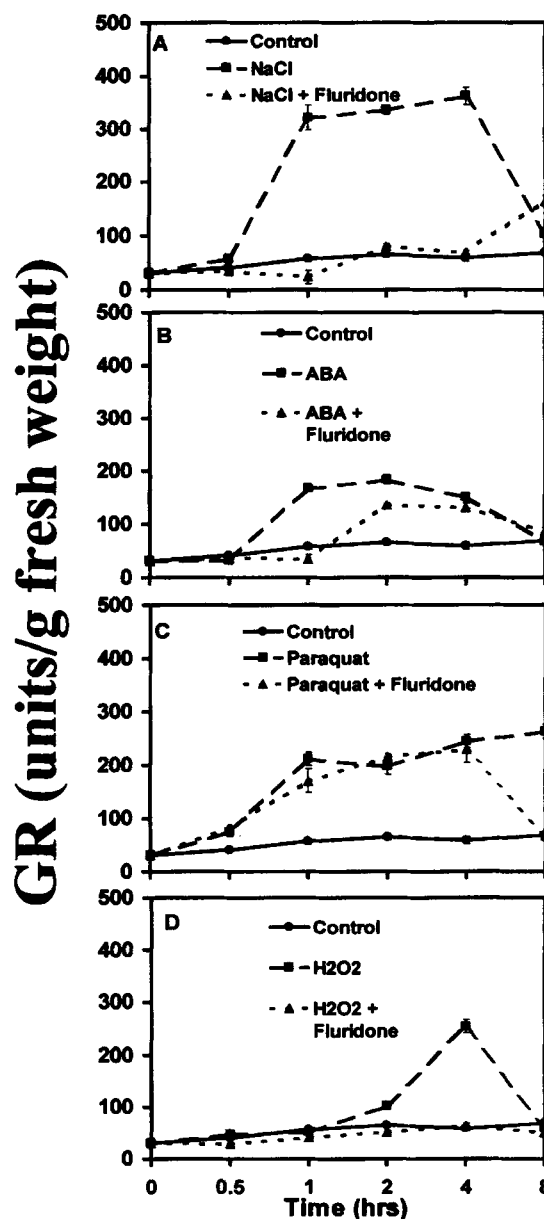 GR (units/g fresh weight)
A
500
400
300
200
100
0
Control
NaCl
NaCl + Fluridone
B
500
400
300
200
100
0
Control
ABA
ABA +
Fluridone
C
500
400
300
200
100
0
Control
Paraquat
Paraquat + Fluridone
D
500
400
300
200
100
0
Control
H2O2
H2O2 +
Fluridone
0 0.5 1 2 4 8
Time (hrs)